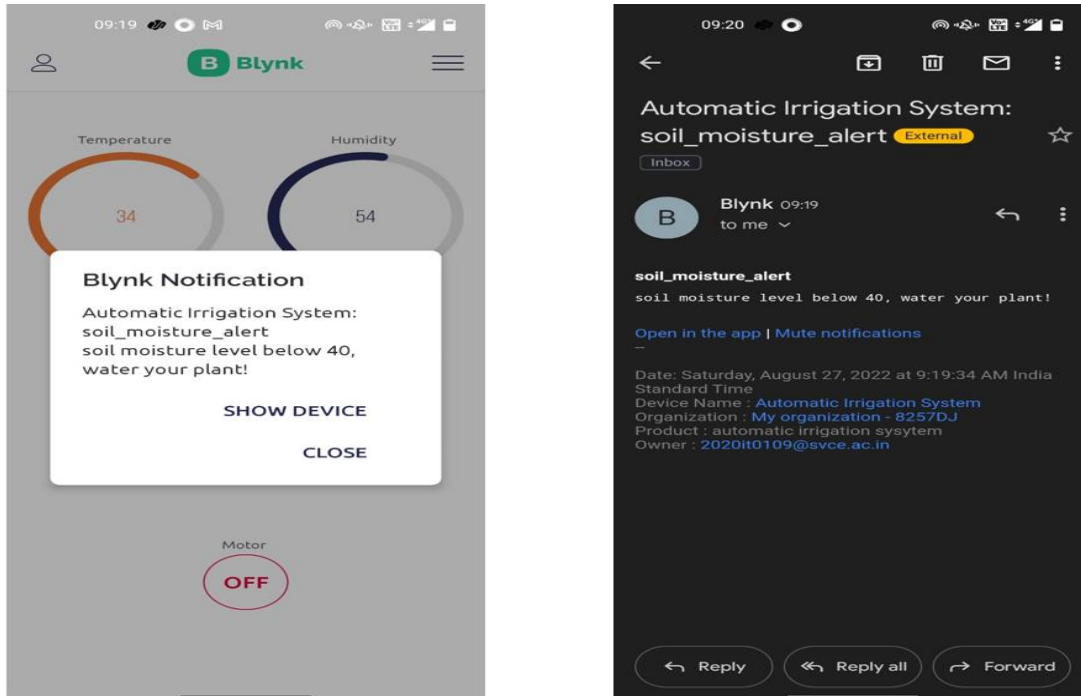 09:19
Blynk
Temperature
Humidity
34
54
Blynk Notification
Automatic Irrigation System:
soil_moisture_alert
soil moisture level below 40,
water your plant!
SHOW DEVICE
CLOSE
Motor
OFF
09:20
Automatic Irrigation System:
soil_moisture_alert External
Inbox
B
Blynk 09:19
to me
soil_moisture_alert
soil moisture level below 40, water your plant!
Open in the app | Mute notifications
--
Date: Saturday, August 27, 2022 at 9:19:34 AM India
Standard Time
Device Name : Automatic Irrigation System
Organization : My organization - 8257DJ
Product : automatic irrigation sysytem
Owner : 2020it0109@svce.ac.in
Reply
Reply all
Forward